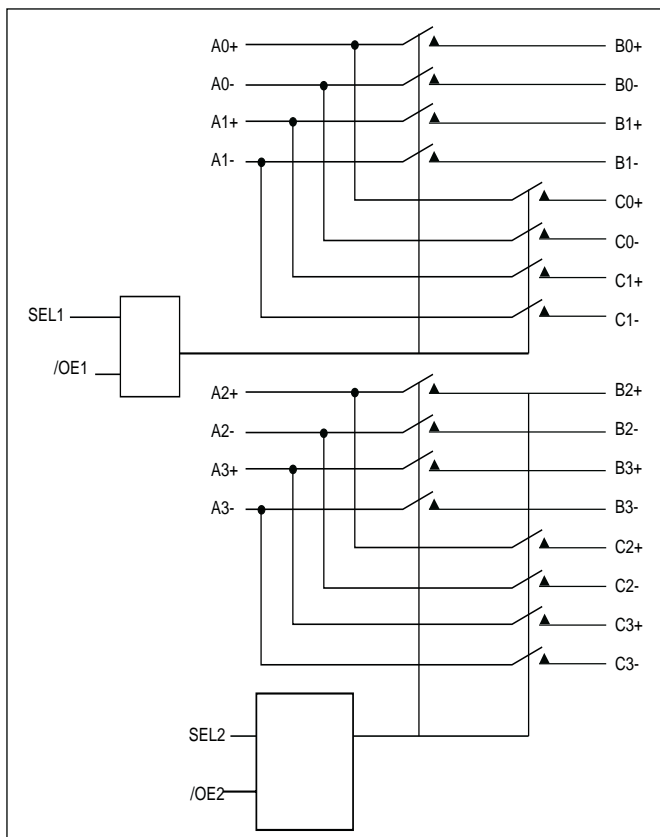 A0+ B0+
A0- B0-
A1+ B1+
A1- B1-
C0+
C0-
C1+
SEL1 C1-
/OE1
A2+ B2+
A2- B2-
A3+ B3+
A3- B3-
C2+
C2-
C3+
C3-
SEL2
/OE2